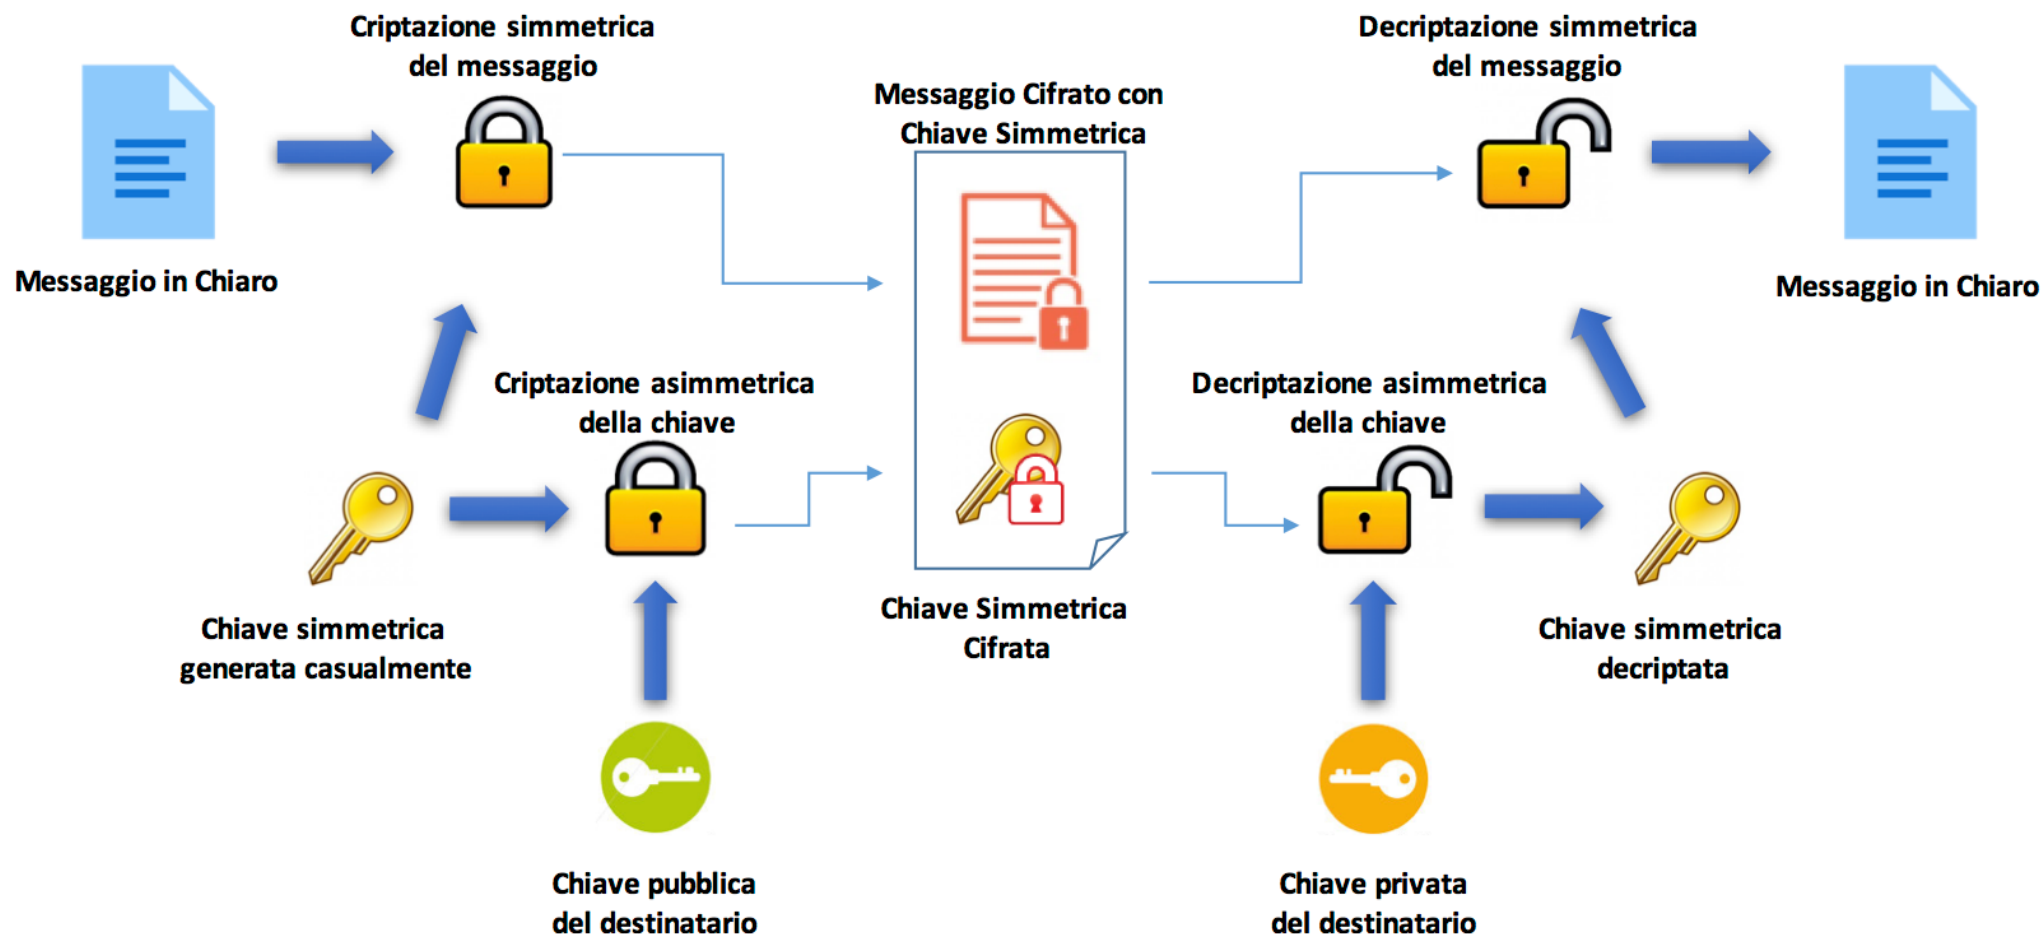 Criptazione simmetrica
del messaggio
Decriptazione simmetrica
del messaggio
Messaggio Cifrato con
Chiave Simmetrica
Messaggio in Chiaro
Messaggio in Chiaro
Criptazione asimmetrica
della chiave
Decriptazione asimmetrica
della chiave
Chiave simmetrica
generata casualmente
Chiave Simmetrica
Cifrata
Chiave simmetrica
decriptata
Chiave pubblica
del destinatario
Chiave privata
del destinatario